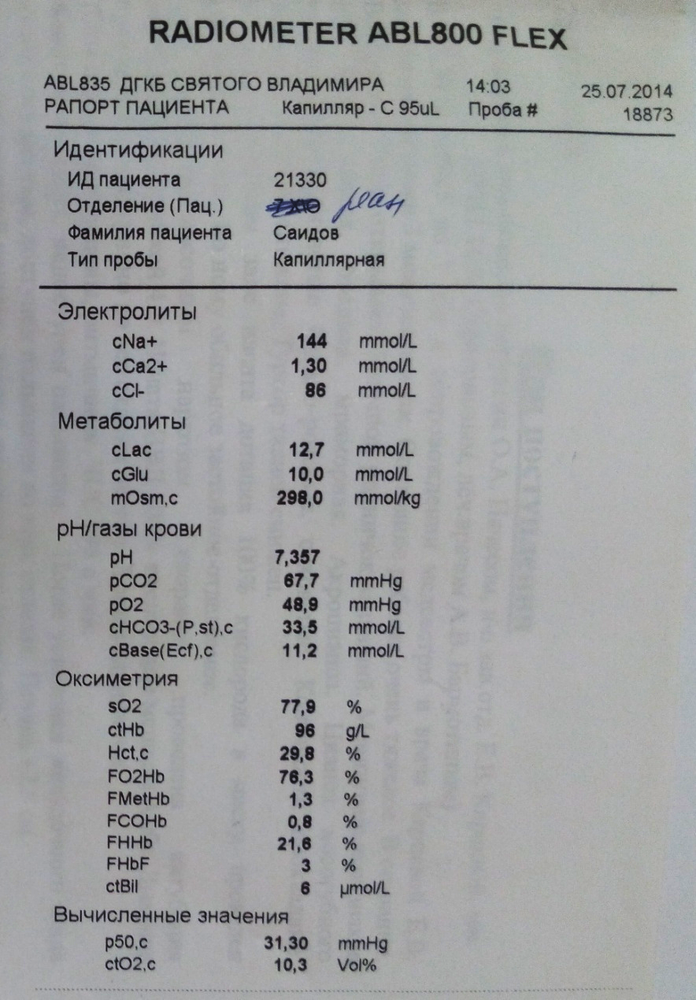 RADIOMETER ABL800 FLEX
ABL835 ДГКБ СВЯТОГО ВЛАДИМИРА 14:03 25.07.2014
РАПОРТ ПАЦИЕНТА Капилляр - С 95uL Проба # 18873
Идентификации
ИД пациента 21330
Отделение (Пац.) реан
Фамилия пациента Саидов
Тип пробы Капиллярная
Электролиты
cNa+ 144 mmol/L
cCa2+ 1,30 mmol/L
cCl- 86 mmol/L
Метаболиты
cLac 12,7 mmol/L
cGlu 10,0 mmol/L
mOsm,c 298,0 mmol/kg
pH/газы крови
pH 7,357
pCO2 67,7 mmHg
pO2 48,9 mmHg
cHCO3-(P,st),c 33,5 mmol/L
cBase(Ecf),c 11,2 mmol/L
Оксиметрия
sO2 77,9 %
ctHb 96 g/L
Hct,c 29,8 %
FO2Hb 76,3 %
FMetHb 1,3 %
FCOHb 0,8 %
FHHb 21,6 %
FHbF 3 %
ctBil 6 µmol/L
Вычисленные значения
p50,c 31,30 mmHg
ctO2,c 10,3 Vol%